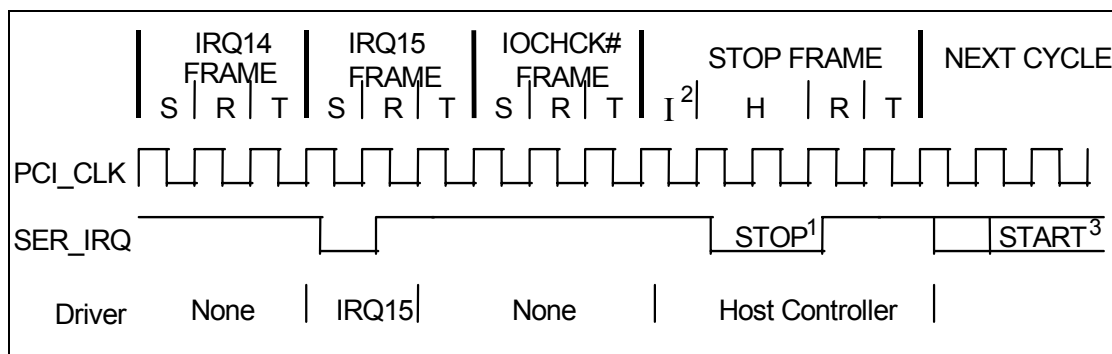 IRQ14 FRAME
IRQ15 FRAME
IOCHCK# FRAME
STOP FRAME
NEXT CYCLE
S R T S R T S R T I² H R T
PCI_CLK
SER_IRQ STOP¹ START³
Driver None IRQ15 None Host Controller